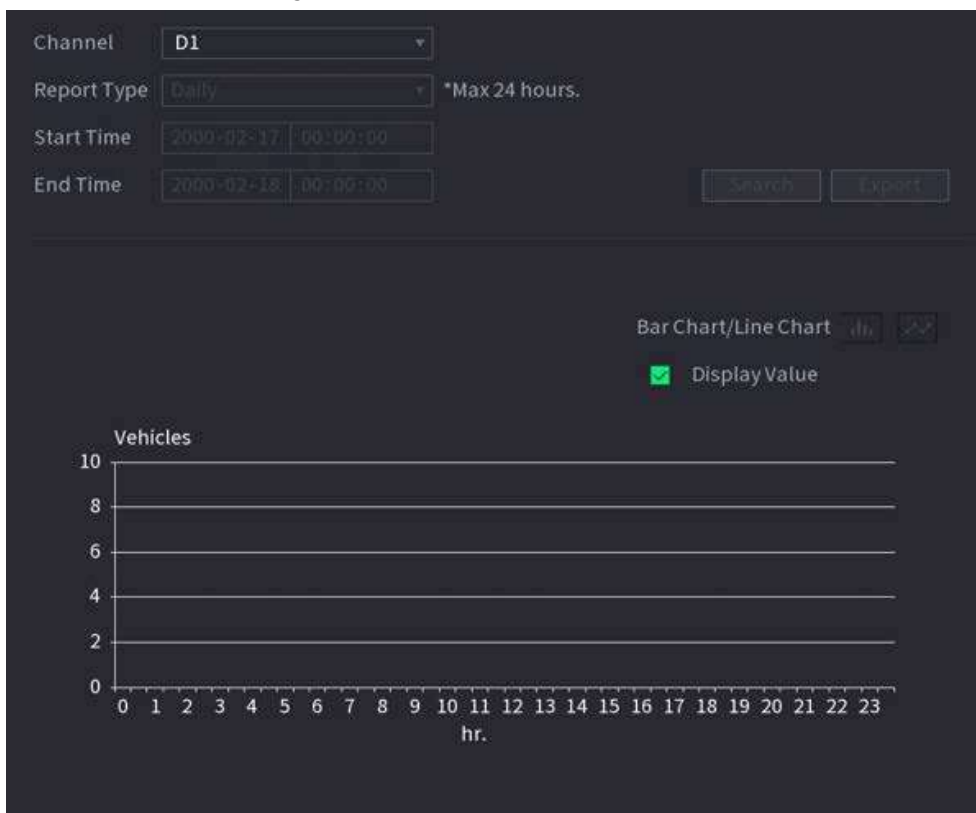 Channel D1
Report Type Daily *Max 24 hours.
Start Time 2000-02-17 00:00:00
End Time 2000-02-18 00:00:00 Search Export
Bar Chart/Line Chart
Display Value
Vehicles
10
8
6
4
2
0
0 1 2 3 4 5 6 7 8 9 10 11 12 13 14 15 16 17 18 19 20 21 22 23
hr.